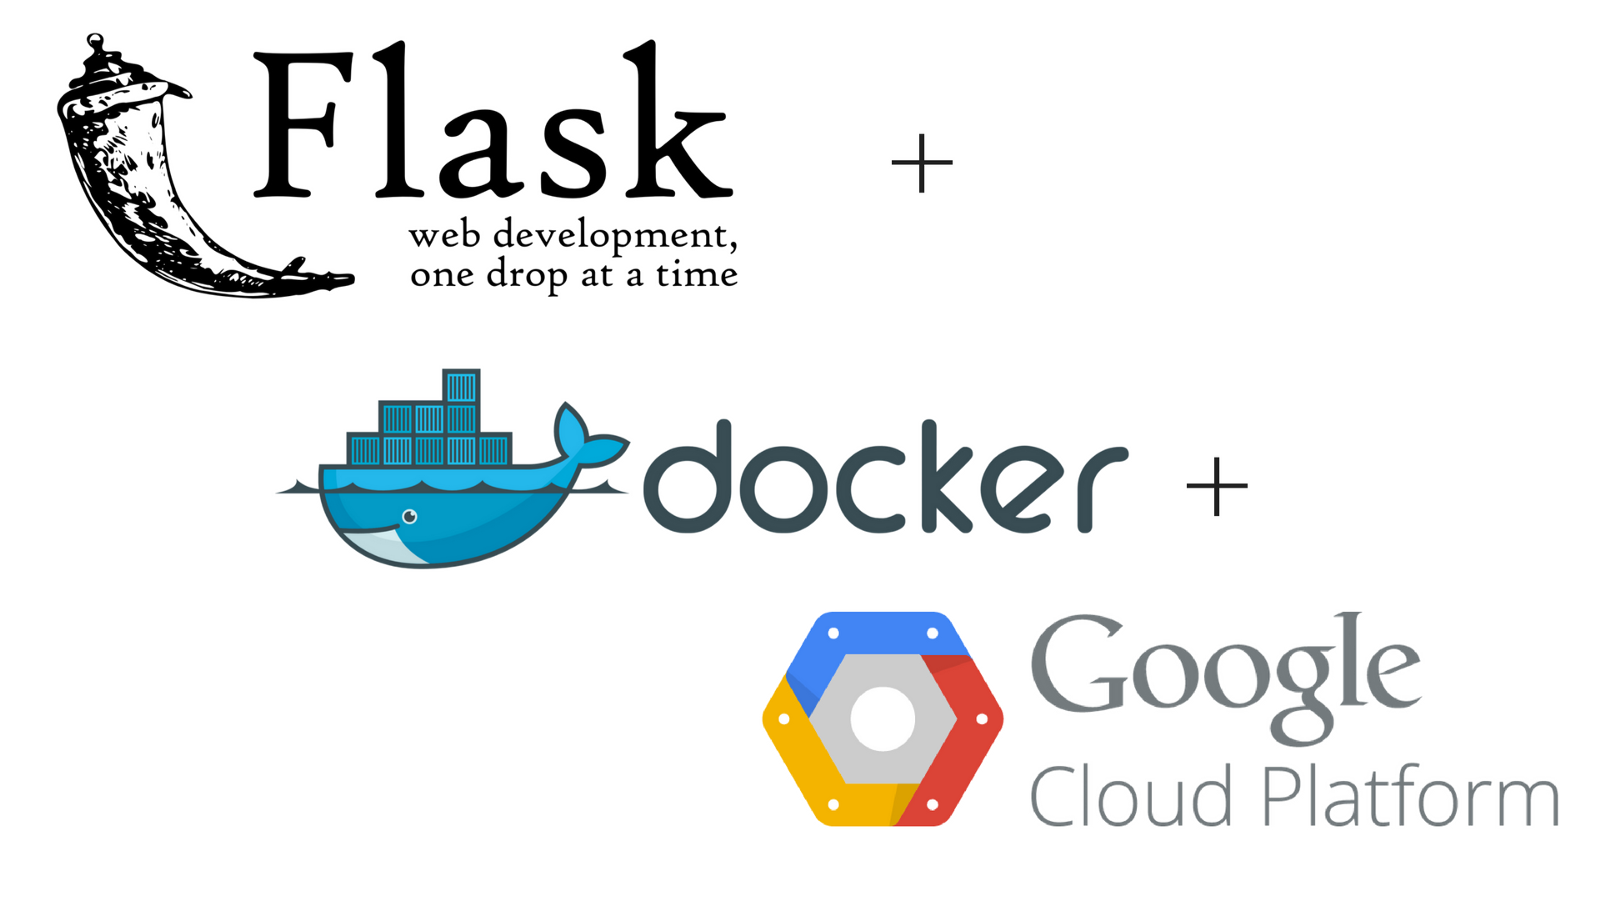 Flask
web development,
one drop at a time
+
docker
+
Google
Cloud Platform